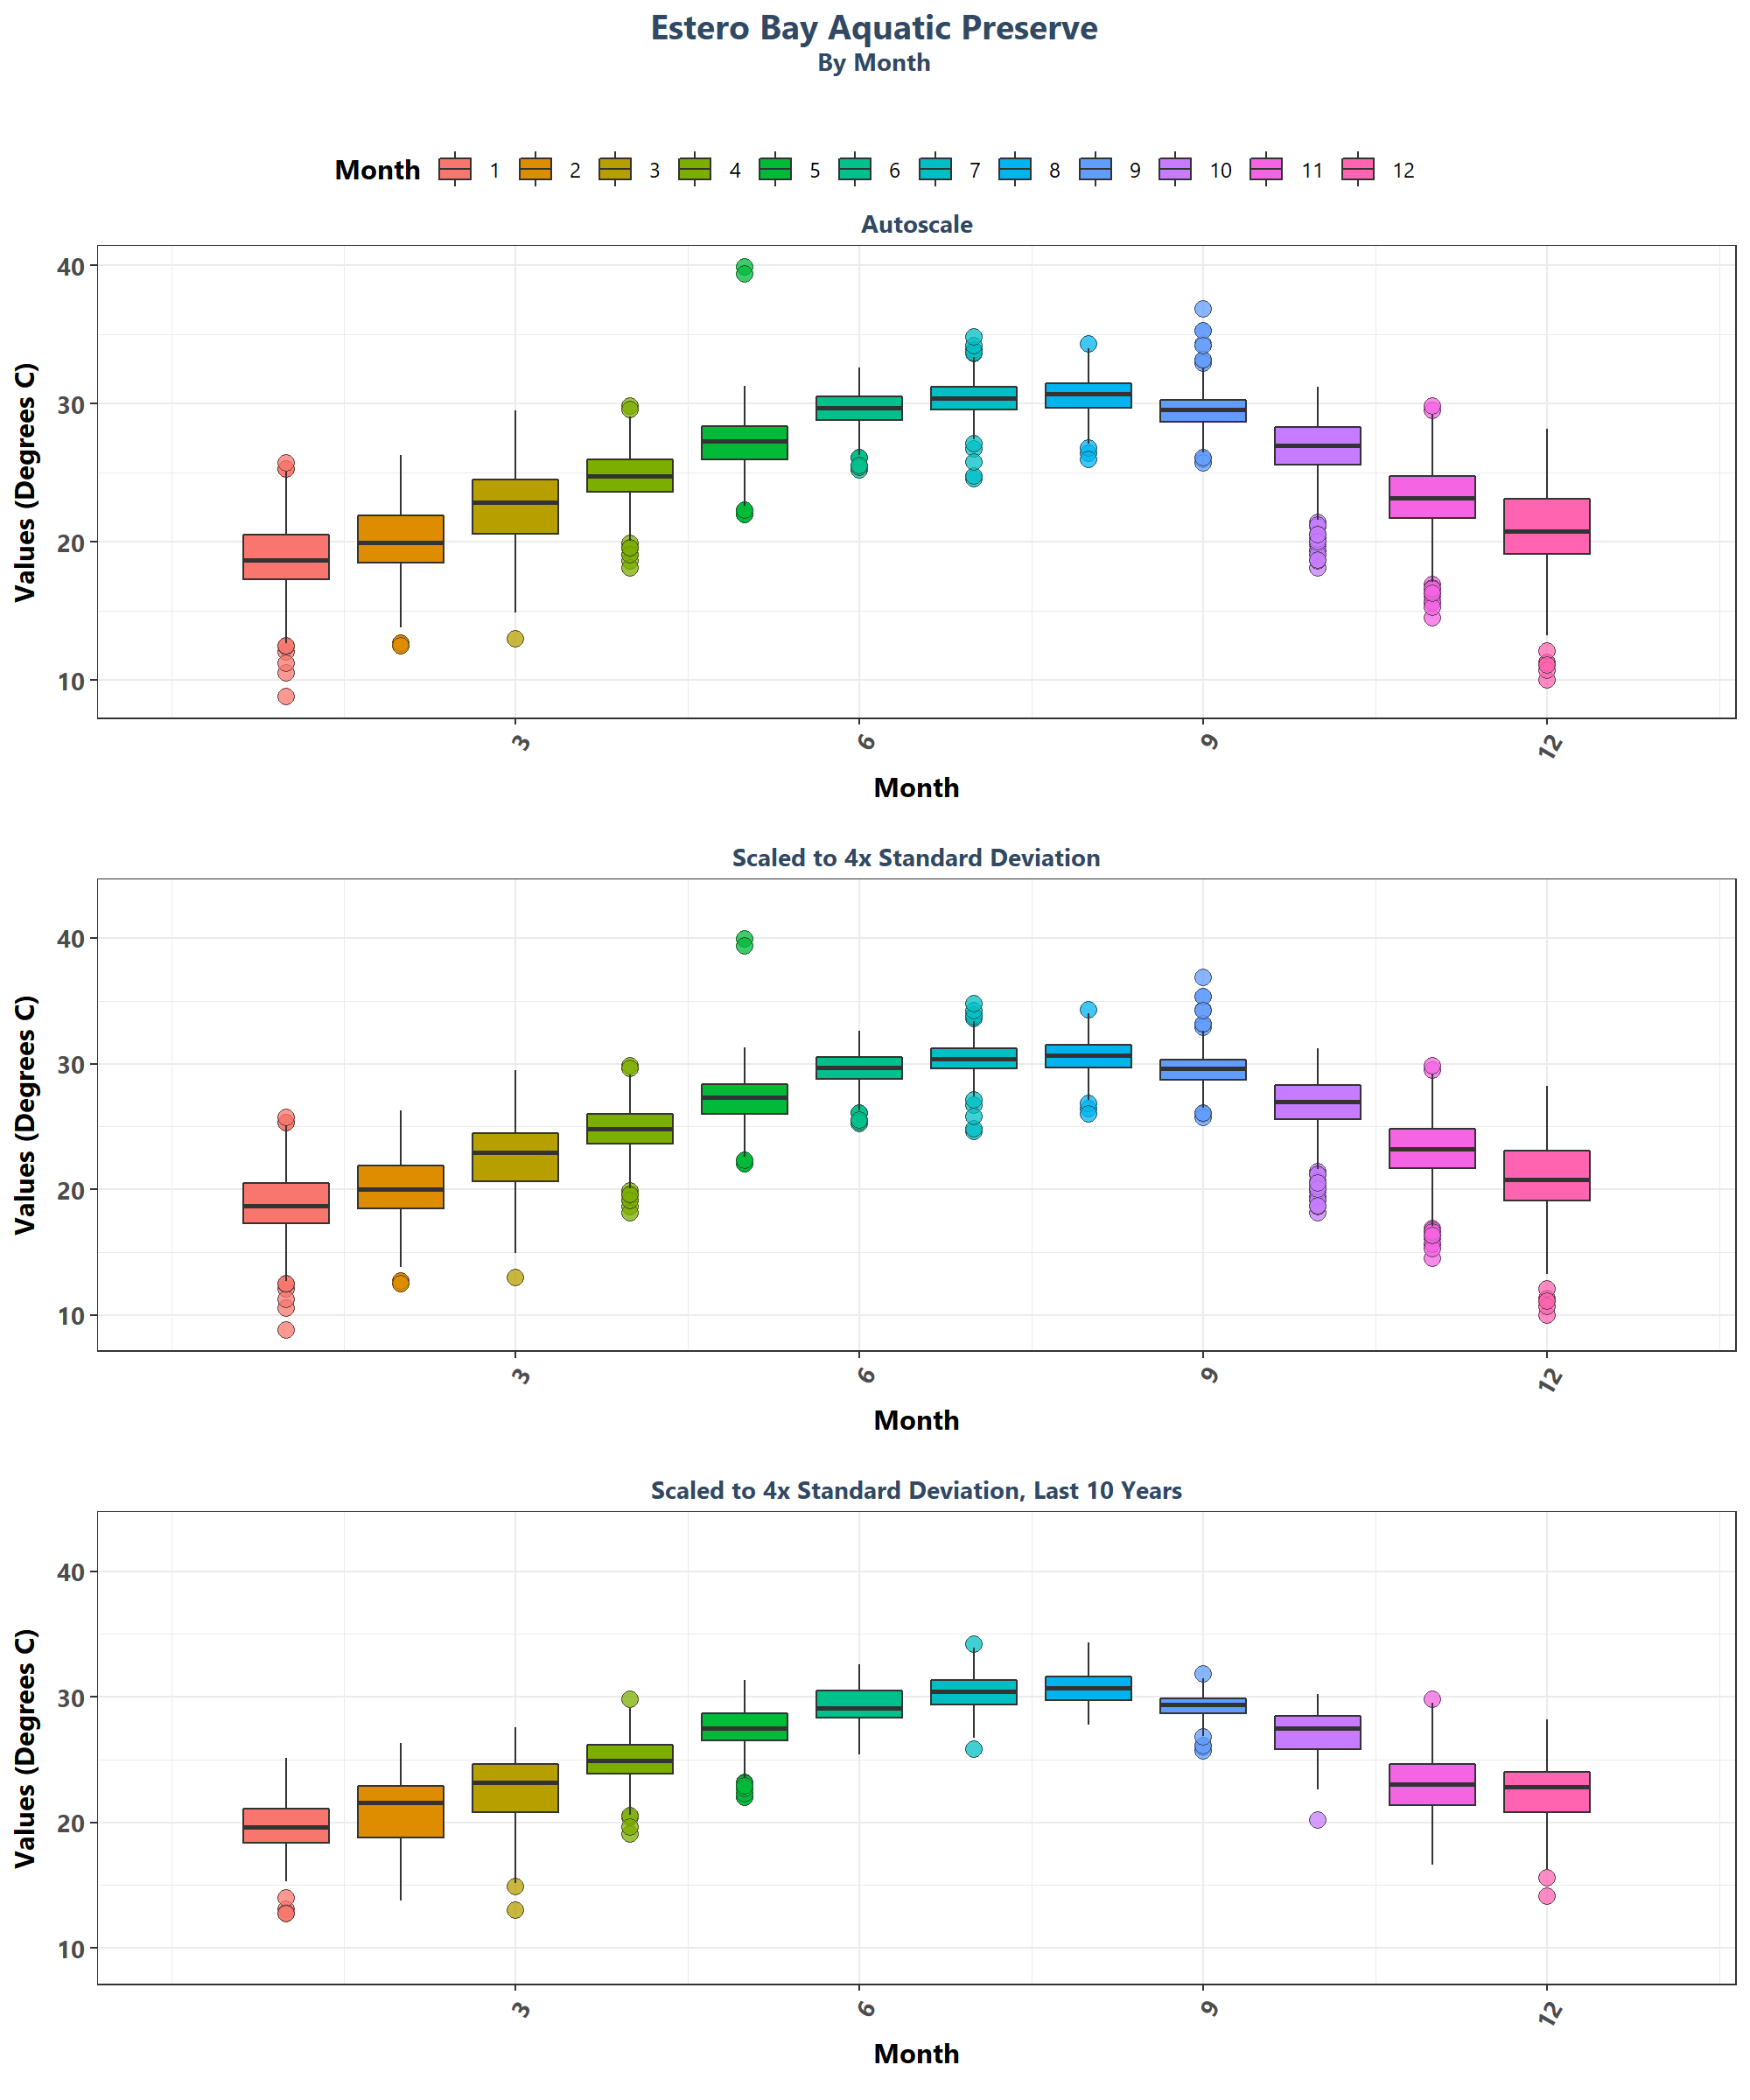 Estero Bay Aquatic Preserve
By Month
Month 1 2 3 4 5 6 7 8 9 10 11 12
Autoscale
Values (Degrees C)
40
30
20
10
3 6 9 12
Month
Scaled to 4x Standard Deviation
Values (Degrees C)
40
30
20
10
3 6 9 12
Month
Scaled to 4x Standard Deviation, Last 10 Years
Values (Degrees C)
40
30
20
10
3 6 9 12
Month